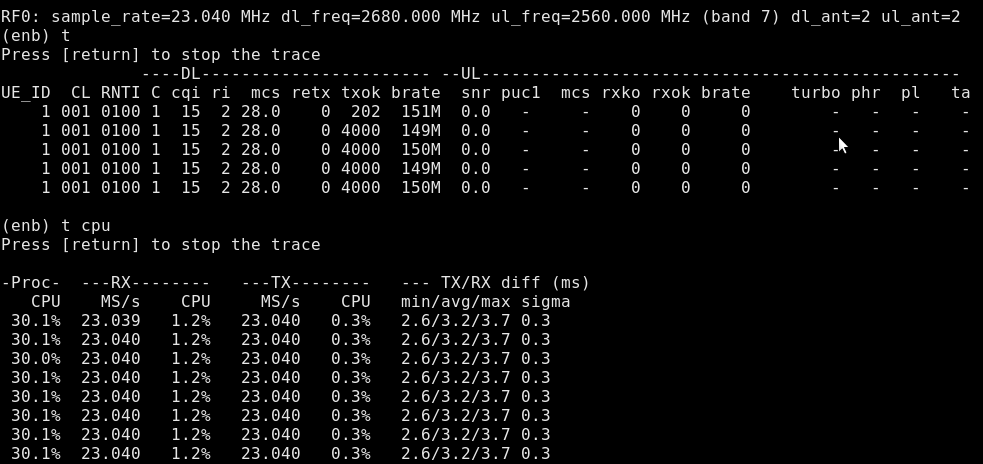 RF0: sample_rate=23.040 MHz dl_freq=2680.000 MHz ul_freq=2560.000 MHz (band 7) dl_ant=2 ul_ant=2
(enb) t
Press [return] to stop the trace
              ----DL----------------------- --UL------------------------------------------------
UE_ID  CL RNTI C cqi ri  mcs retx txok brate  snr puc1  mcs rxko rxok brate    turbo phr  pl   ta
    1 001 0100 1  15  2 28.0    0  202  151M  0.0   -     -    0    0     0        -   -   -    -
    1 001 0100 1  15  2 28.0    0 4000  149M  0.0   -     -    0    0     0        -   -   -    -
    1 001 0100 1  15  2 28.0    0 4000  150M  0.0   -     -    0    0     0        -   -   -    -
    1 001 0100 1  15  2 28.0    0 4000  149M  0.0   -     -    0    0     0        -   -   -    -
    1 001 0100 1  15  2 28.0    0 4000  150M  0.0   -     -    0    0     0        -   -   -    -
(enb) t cpu
Press [return] to stop the trace
-Proc-  ---RX--------   ---TX--------   --- TX/RX diff (ms)
   CPU    MS/s    CPU     MS/s    CPU   min/avg/max sigma
 30.1%  23.039   1.2%   23.040   0.3%   2.6/3.2/3.7 0.3
 30.1%  23.040   1.2%   23.040   0.3%   2.6/3.2/3.7 0.3
 30.0%  23.040   1.2%   23.040   0.3%   2.6/3.2/3.7 0.3
 30.1%  23.040   1.2%   23.040   0.3%   2.6/3.2/3.7 0.3
 30.1%  23.040   1.2%   23.040   0.3%   2.6/3.2/3.7 0.3
 30.1%  23.040   1.2%   23.040   0.3%   2.6/3.2/3.7 0.3
 30.1%  23.040   1.2%   23.040   0.3%   2.6/3.2/3.7 0.3
 30.1%  23.040   1.2%   23.040   0.3%   2.6/3.2/3.7 0.3